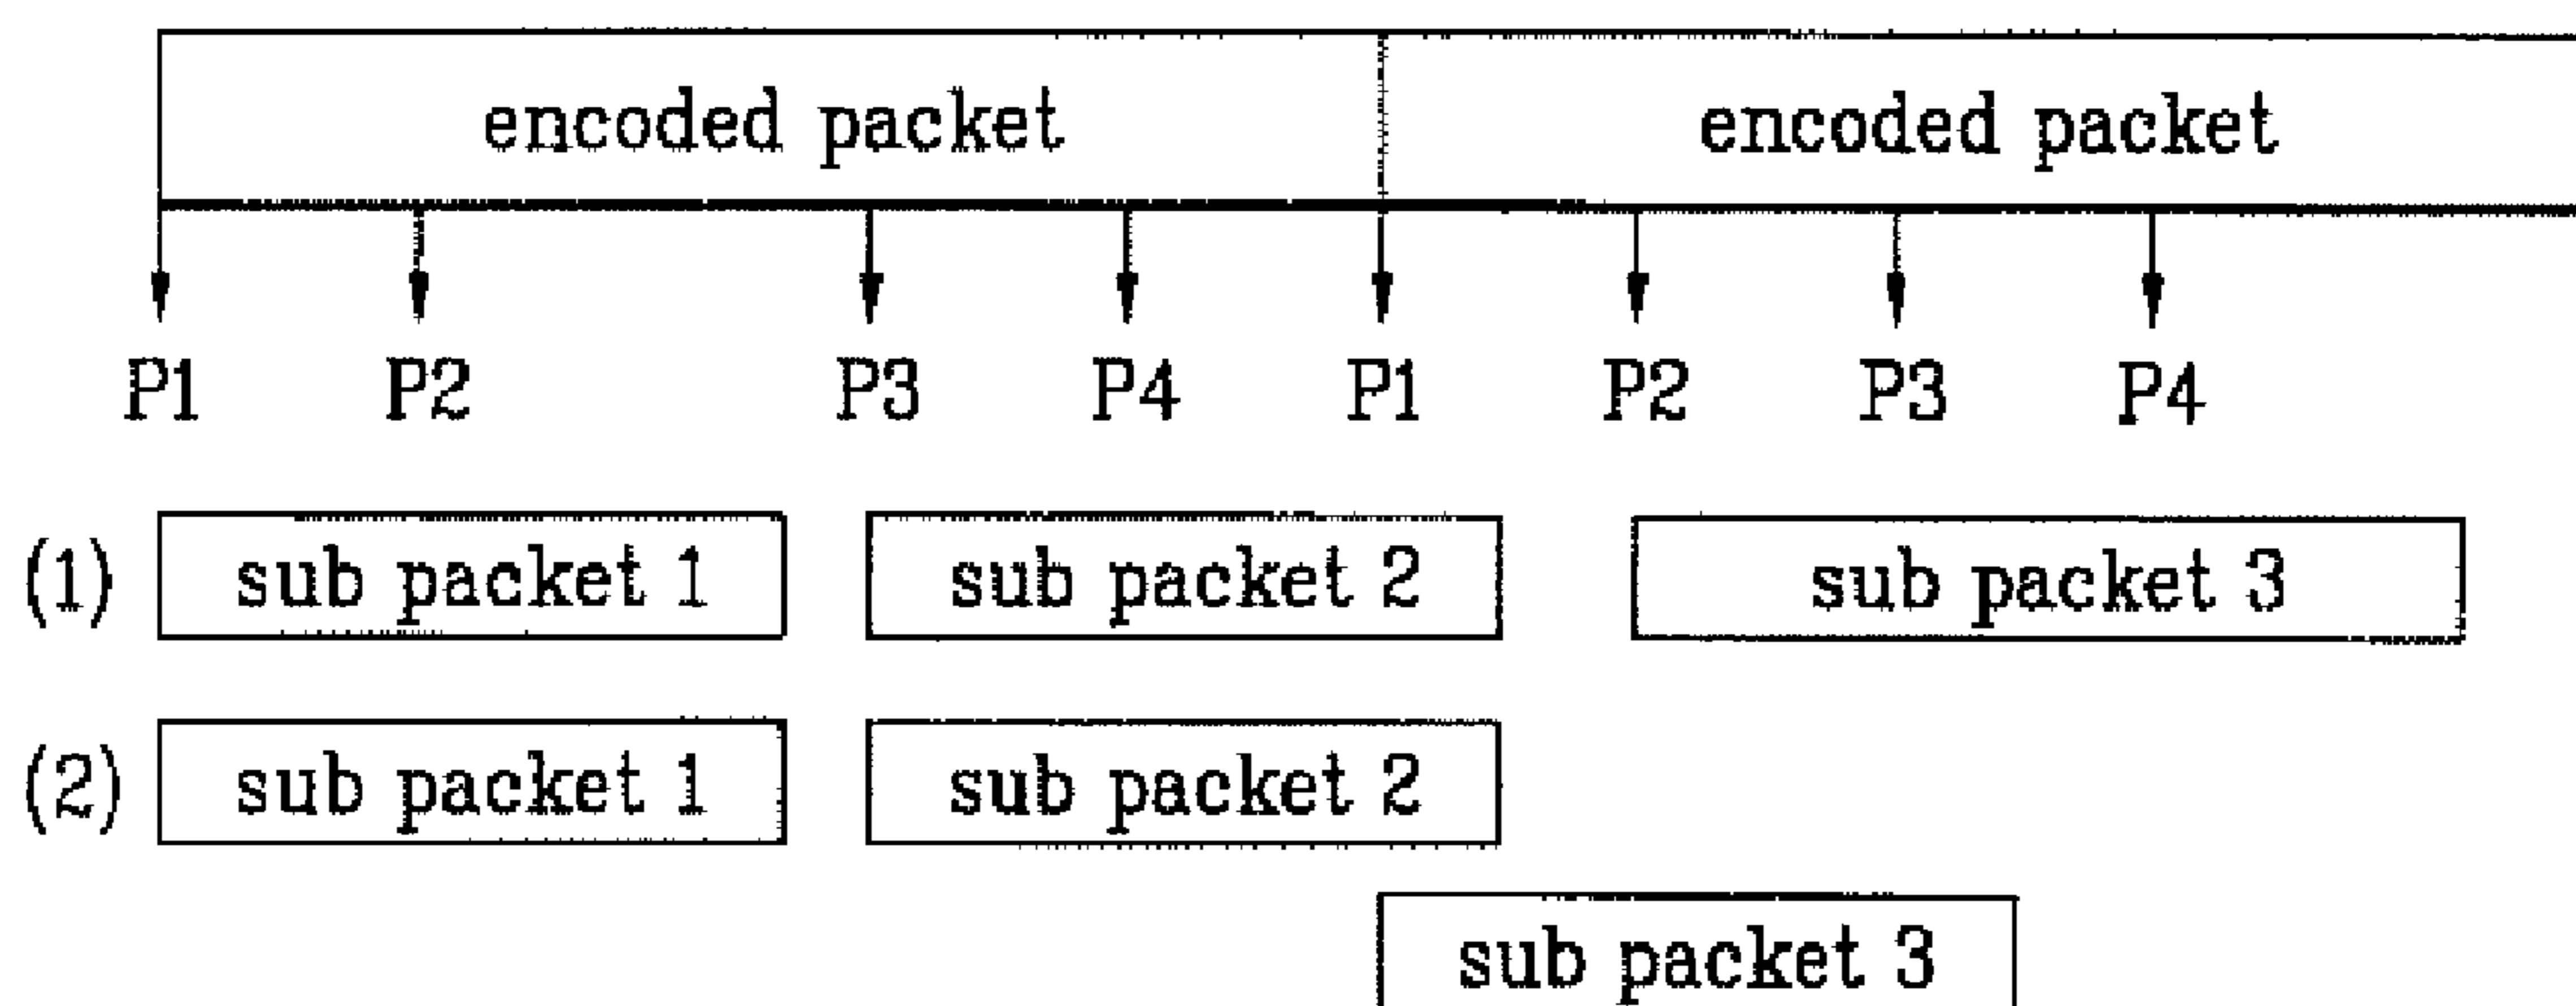 encoded packet encoded packet
P1 P2 P3 P4 P1 P2 P3 P4
(1) sub packet 1 sub packet 2 sub packet 3
(2) sub packet 1 sub packet 2
sub packet 3